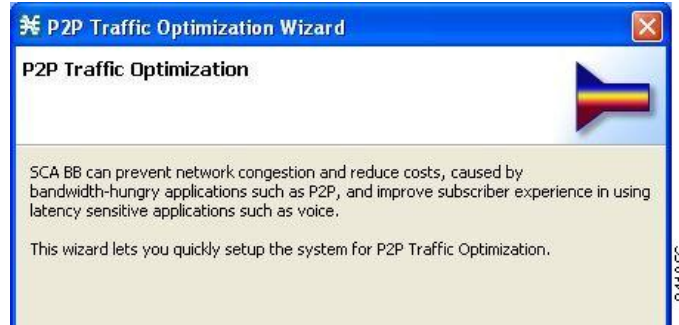 P2P Traffic Optimization Wizard
P2P Traffic Optimization
SCA BB can prevent network congestion and reduce costs, caused by
bandwidth-hungry applications such as P2P, and improve subscriber experience in using
latency sensitive applications such as voice.
This wizard lets you quickly setup the system for P2P Traffic Optimization.